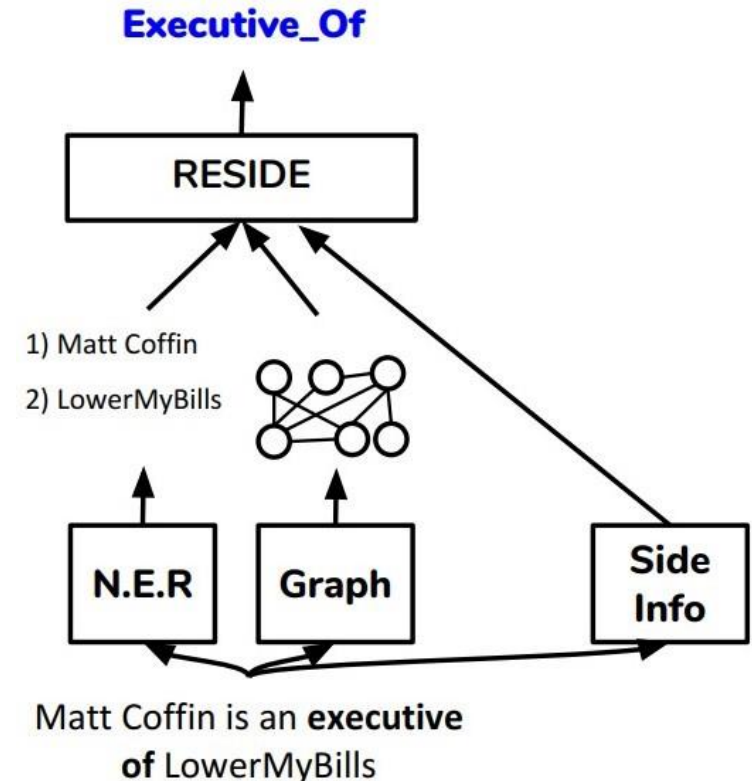 Executive_Of
RESIDE
1) Matt Coffin
2) LowerMyBills
N.E.R
Graph
Side
Info
Matt Coffin is an executive
of LowerMyBills